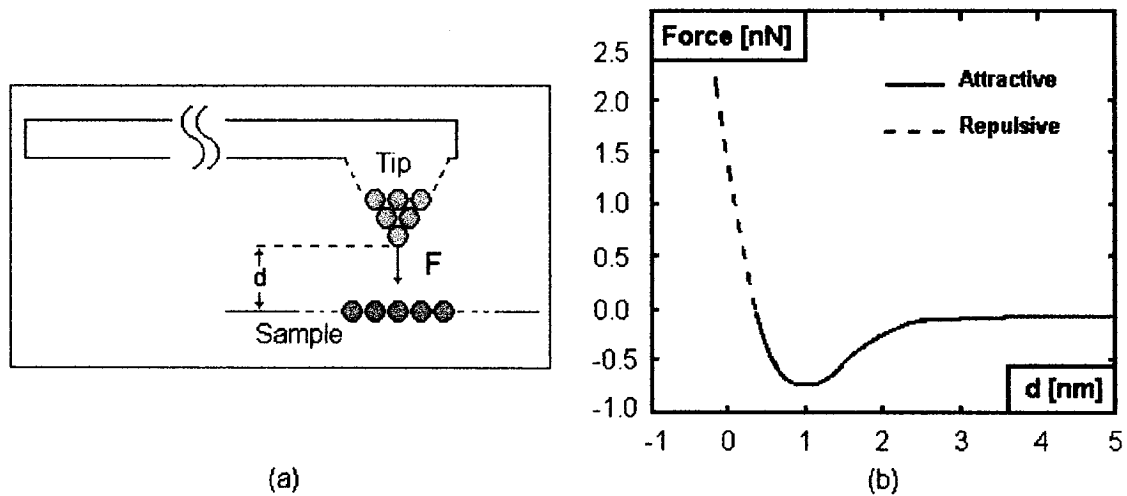 Tip
F
d
Sample
(a)
Force [nN]
2.5
2.0
1.5
1.0
0.5
0.0
-0.5
-1.0
Attractive
Repulsive
d [nm]
-1 0 1 2 3 4 5
(b)